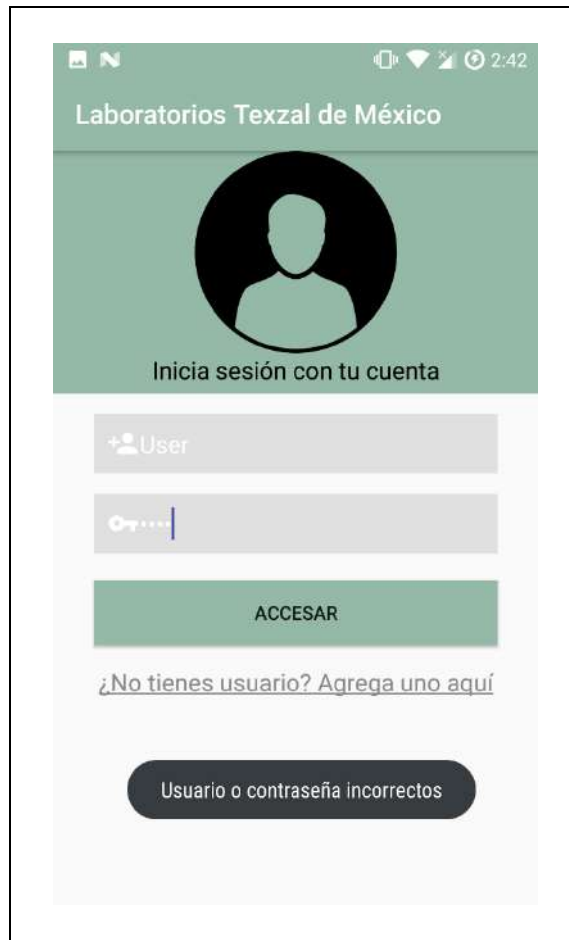 2:42
Laboratorios Texzal de México
Inicia sesión con tu cuenta
User
····
ACCESAR
¿No tienes usuario? Agrega uno aquí
Usuario o contraseña incorrectos